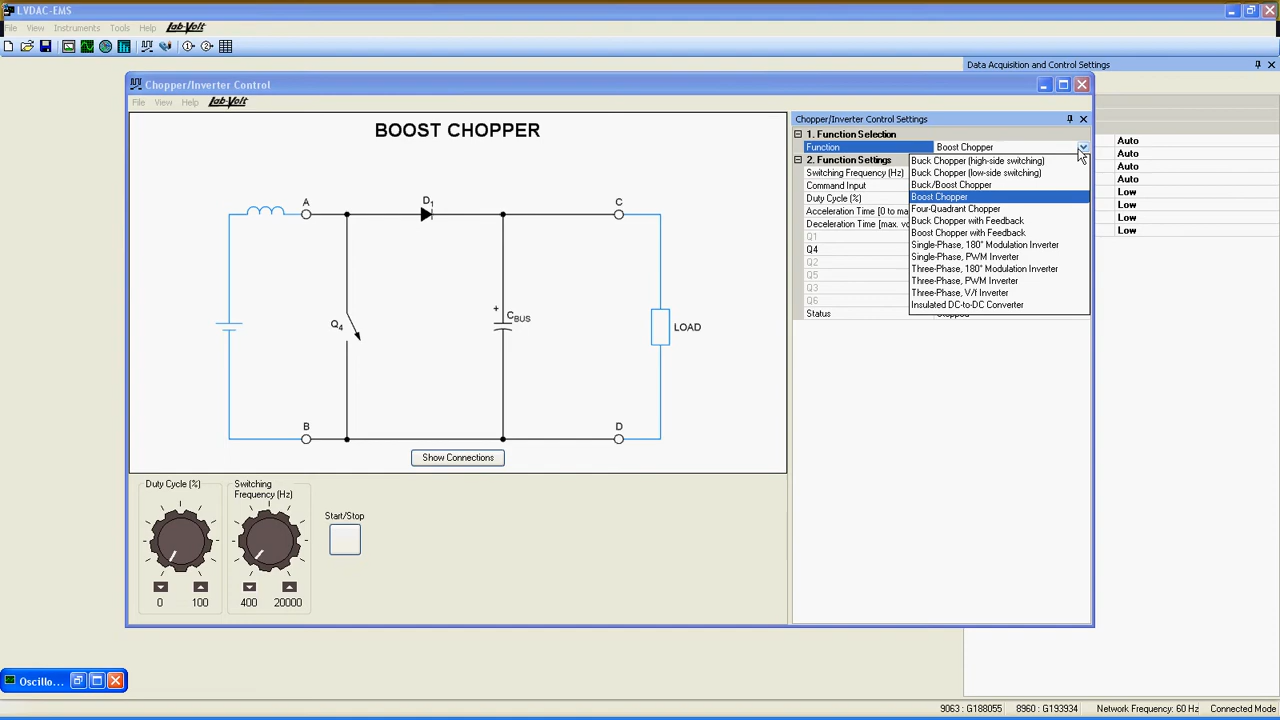 LVDAC-EMS
File View Instruments Tools Help Lab-Volt
Data Acquisition and Control Settings
Chopper/Inverter Control
File View Help Lab-Volt
BOOST CHOPPER
A
D1
C
Q4
+
CBUS
LOAD
B
D
Show Connections
Duty Cycle (%)
0 100
Switching
Frequency (Hz)
400 20000
Start/Stop
Chopper/Inverter Control Settings
1. Function Selection
Function Boost Chopper
2. Function Settings
Switching Frequency (Hz)
Command Input
Duty Cycle (%)
Acceleration Time [0 to ma
Deceleration Time [max. vo
Q1
Q4
Q2
Q5
Q3
Q6
Status
Buck Chopper (high-side switching)
Buck Chopper (low-side switching)
Buck/Boost Chopper
Boost Chopper
Four-Quadrant Chopper
Buck Chopper with Feedback
Boost Chopper with Feedback
Single-Phase, 180° Modulation Inverter
Single-Phase, PWM Inverter
Three-Phase, 180° Modulation Inverter
Three-Phase, PWM Inverter
Three-Phase, V/f Inverter
Insulated DC-to-DC Converter
Auto
Auto
Auto
Auto
Low
Low
Low
Low
Oscillo...
9063 : G188055 8960 : G193934 Network Frequency: 60 Hz Connected Mode